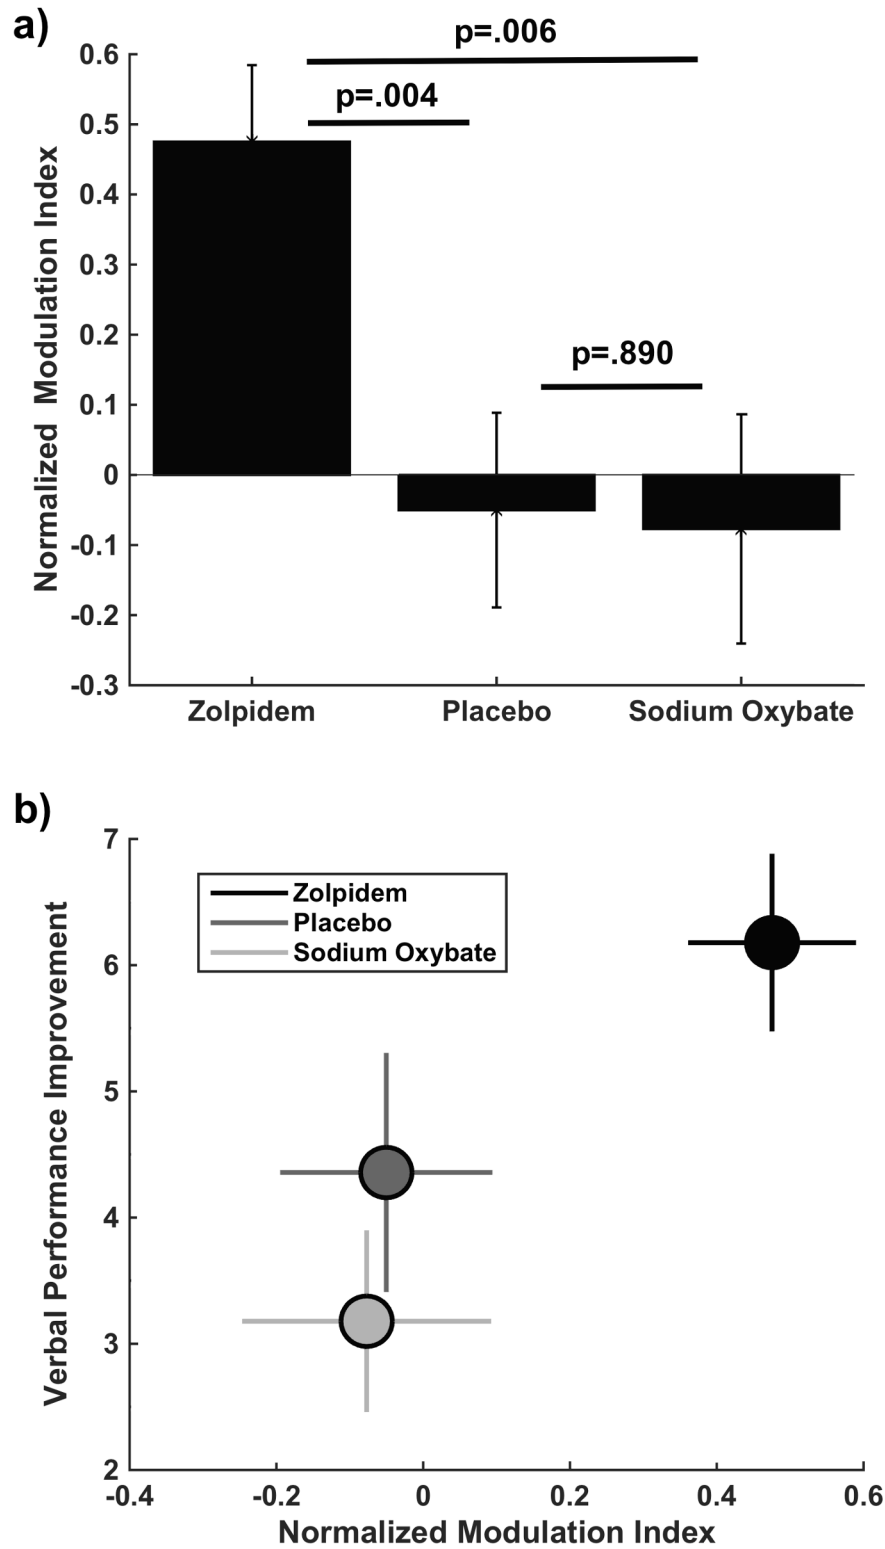 a)
p=.006
p=.004
p=.890
0.6
0.5
0.4
0.3
0.2
0.1
0
-0.1
-0.2
-0.3
Normalized Modulation Index
Zolpidem Placebo Sodium Oxybate
b)
7
6
5
4
3
2
Verbal Performance Improvement
Zolpidem
Placebo
Sodium Oxybate
-0.4 -0.2 0 0.2 0.4 0.6
Normalized Modulation Index